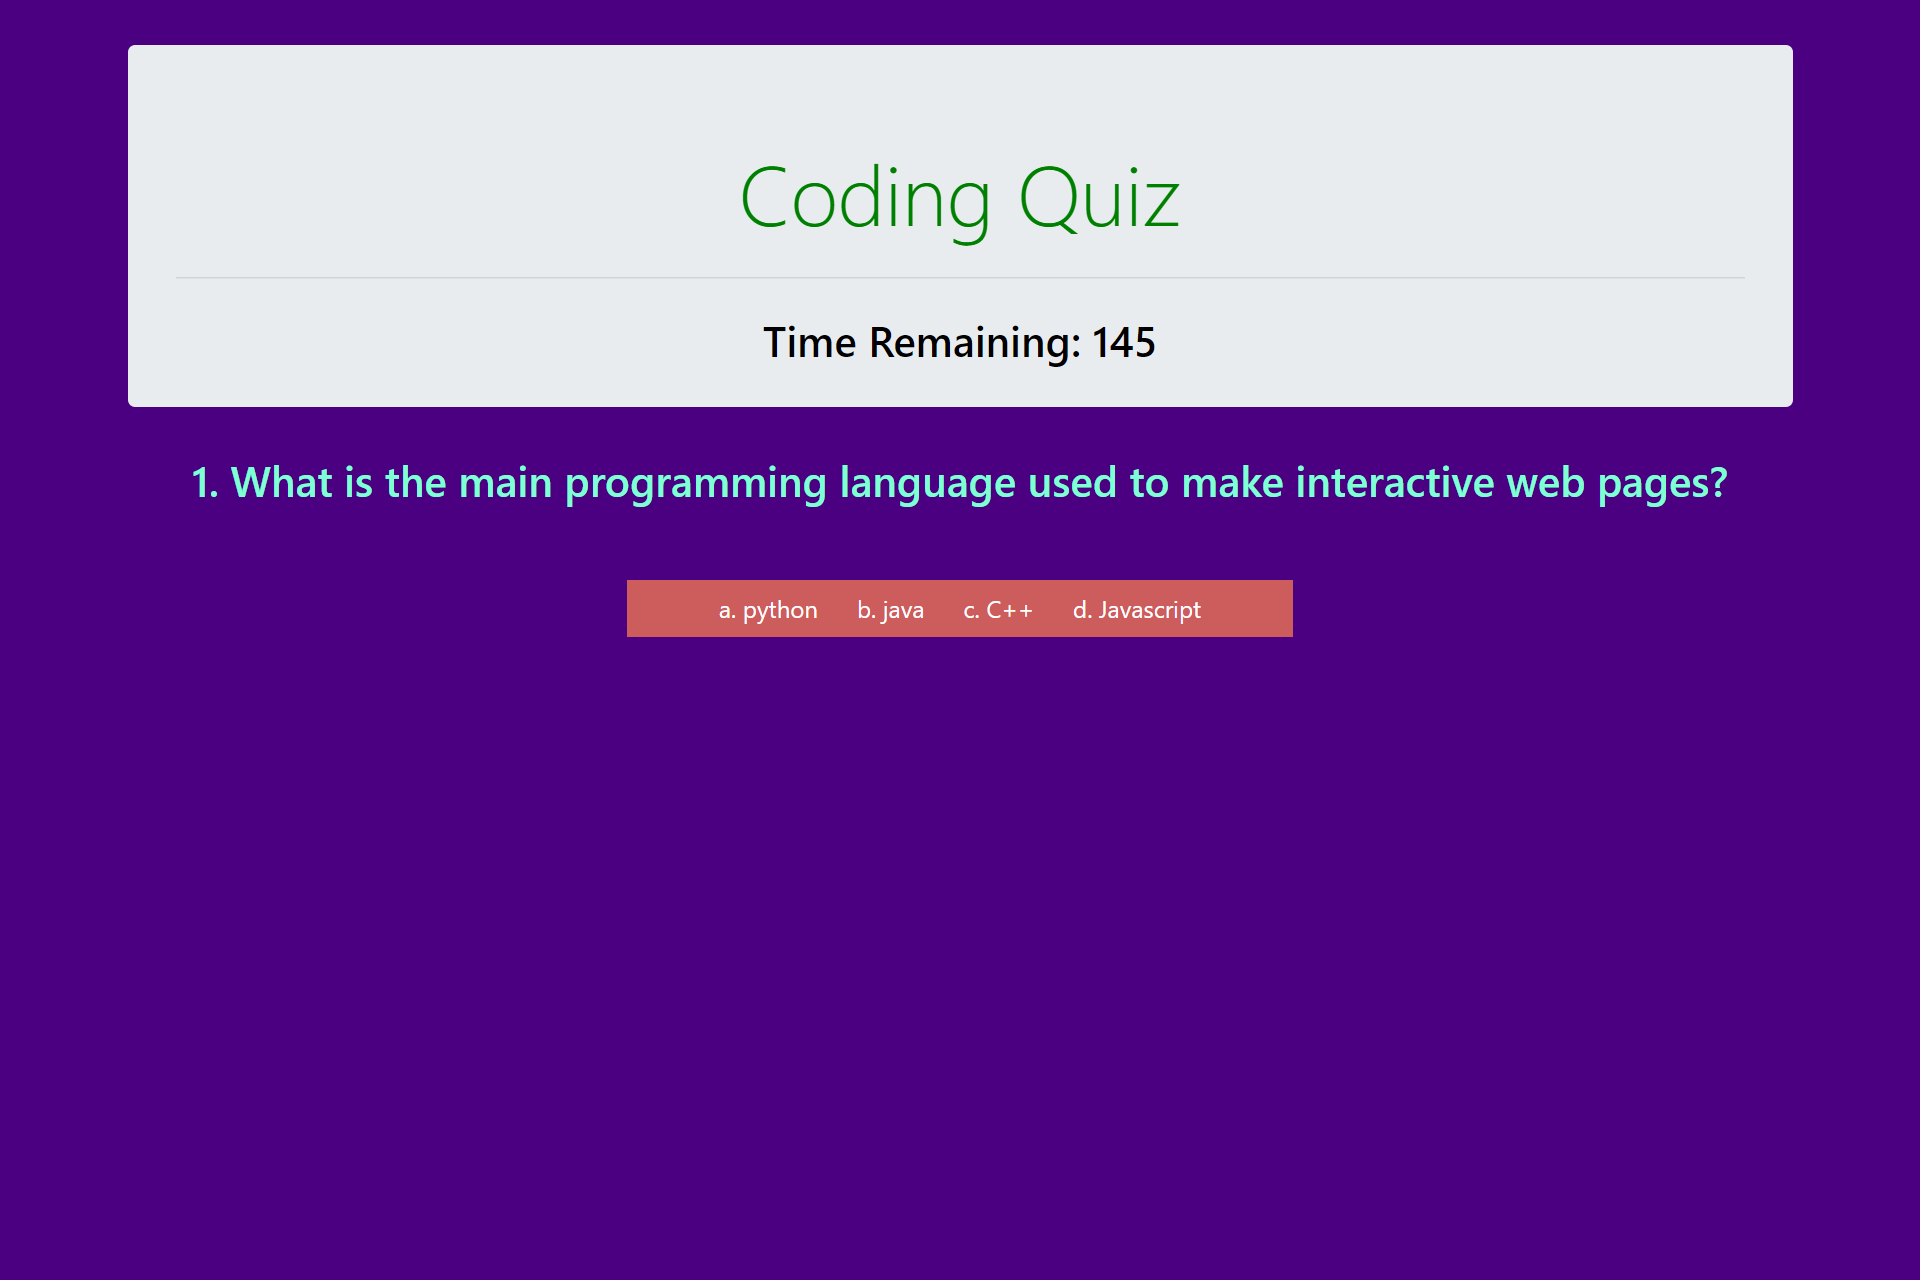 Coding Quiz
Time Remaining: 145
1. What is the main programming language used to make interactive web pages?
a. python b. java c. C++ d. Javascript